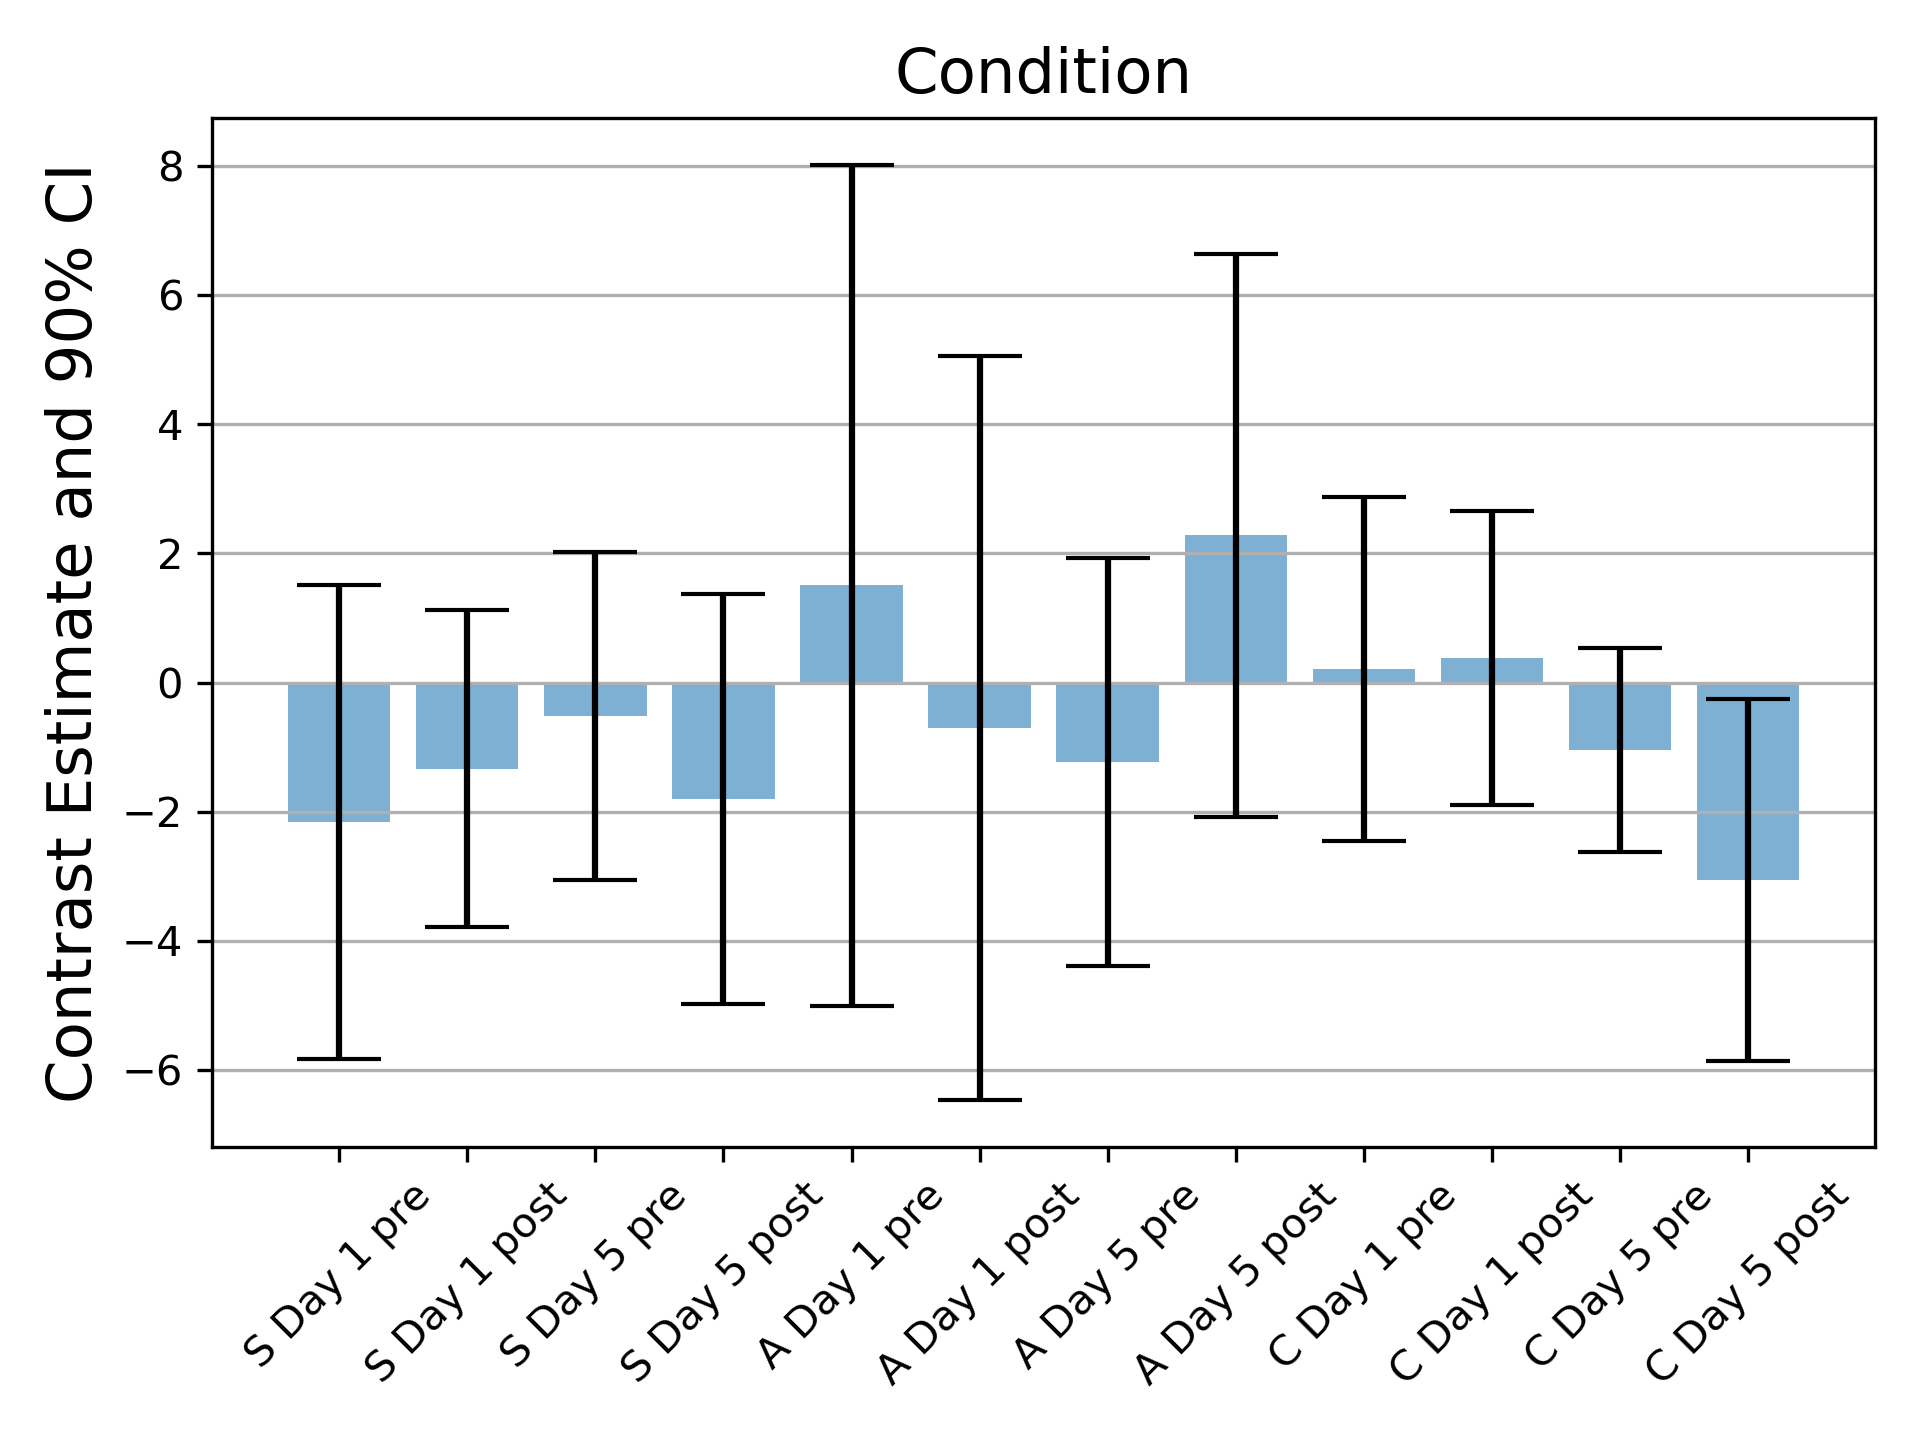 Condition
Contrast Estimate and 90% CI
8
6
4
2
0
−2
−4
−6
S Day 1 pre
S Day 1 post
S Day 5 pre
S Day 5 post
A Day 1 pre
A Day 1 post
A Day 5 pre
A Day 5 post
C Day 1 pre
C Day 1 post
C Day 5 pre
C Day 5 post